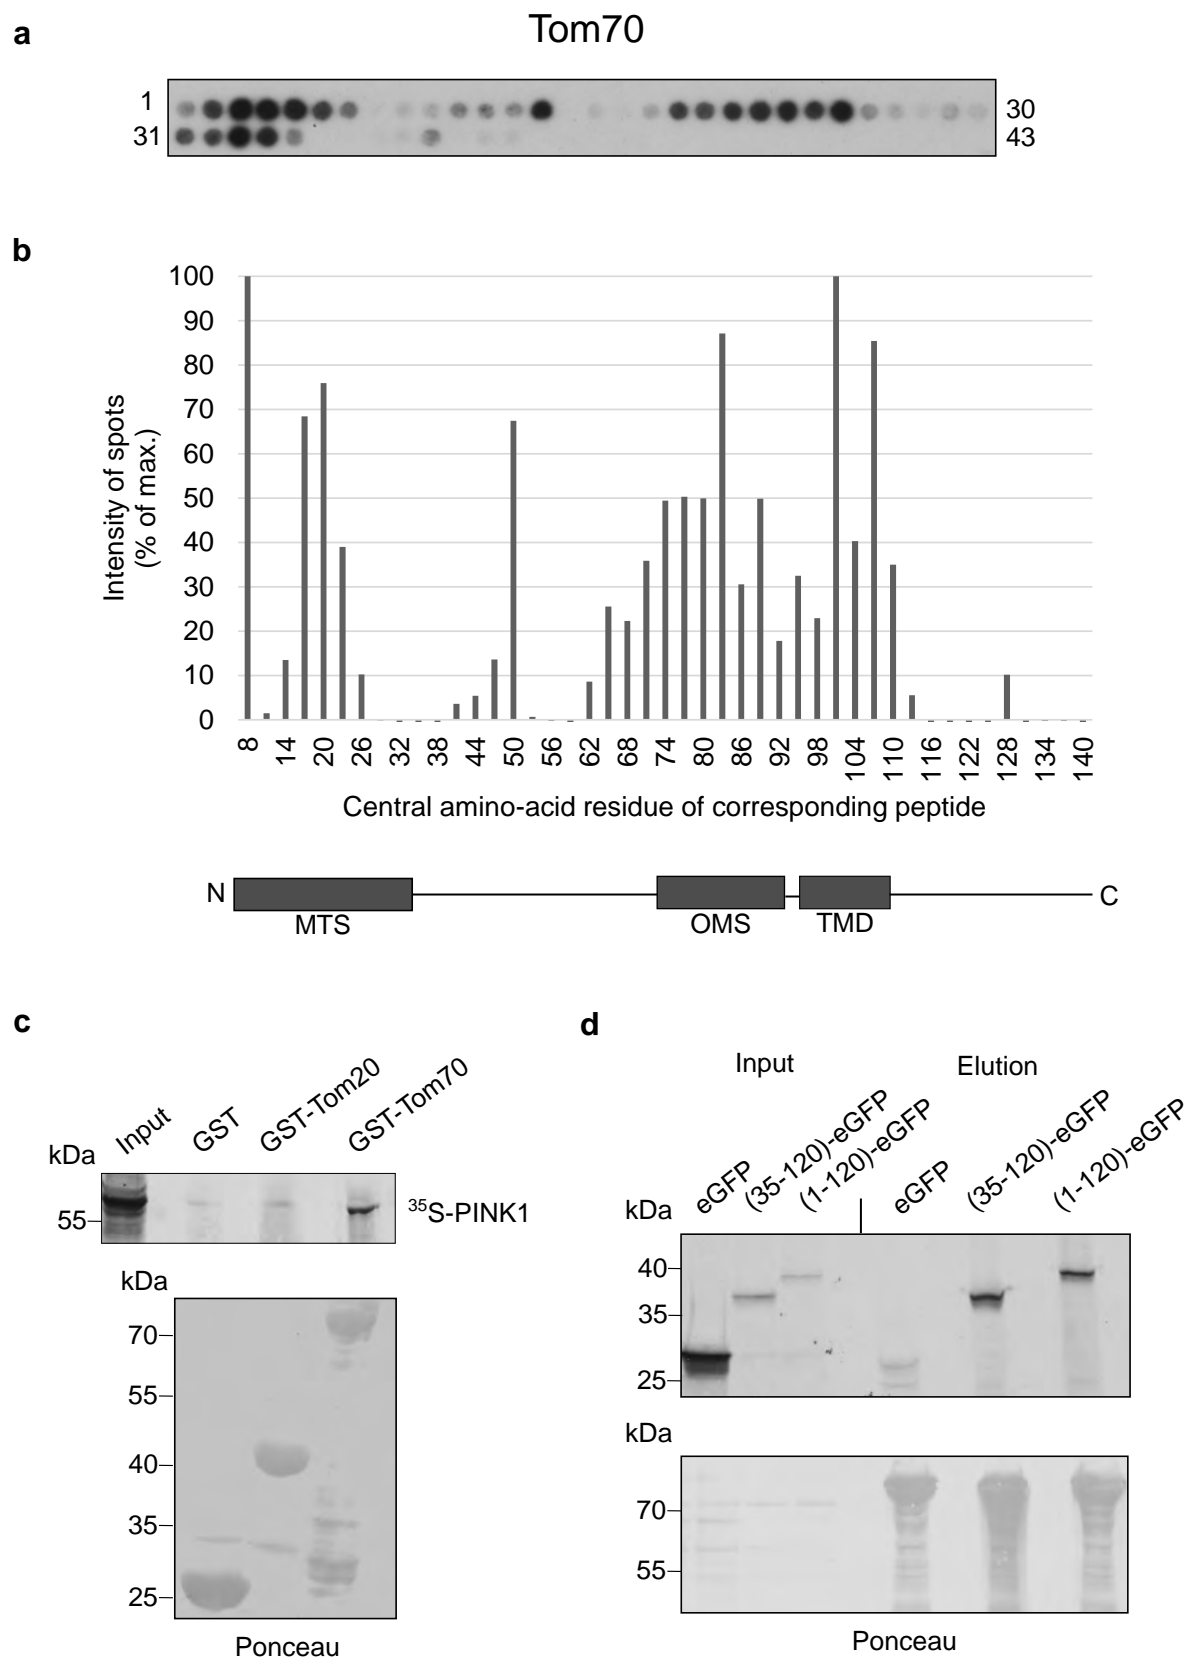 a
Tom70
1
30
31
43
b
100
90
80
70
60
50
40
30
20
10
0
Intensity of spots
(% of max.)
8 14 20 26 32 38 44 50 56 62 68 74 80 86 92 98 104 110 116 122 128 134 140
Central amino-acid residue of corresponding peptide
N
C
MTS
OMS
TMD
c
Input
GST
GST-Tom20
GST-Tom70
kDa
55
35S-PINK1
kDa
70
55
40
35
25
Ponceau
d
Input
Elution
eGFP
(35-120)-eGFP
(1-120)-eGFP
eGFP
(35-120)-eGFP
(1-120)-eGFP
kDa
40
35
25
kDa
70
55
Ponceau